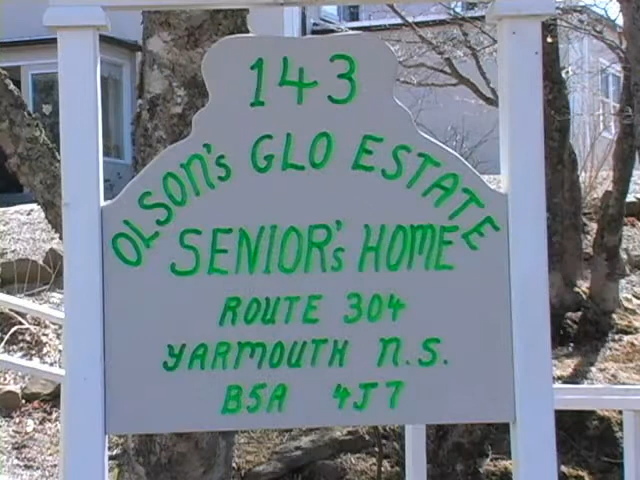 143
OLSON's GLO ESTATE
SENIOR's HOME
ROUTE 304
YARMOUTH N.S.
B5A 4J7